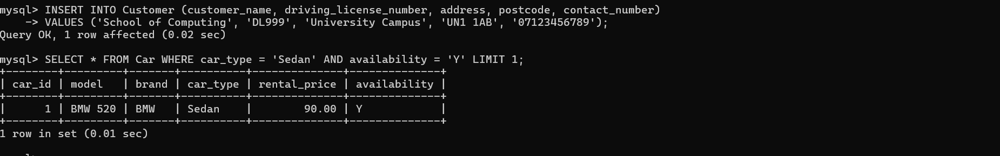 mysql> INSERT INTO Customer (customer_name, driving_license_number, address, postcode, contact_number)
    -> VALUES ('School of Computing', 'DL999', 'University Campus', 'UN1 1AB', '07123456789');
Query OK, 1 row affected (0.02 sec)
mysql> SELECT * FROM Car WHERE car_type = 'Sedan' AND availability = 'Y' LIMIT 1;
+--------+---------+-------+----------+--------------+--------------+
| car_id | model   | brand | car_type | rental_price | availability |
+--------+---------+-------+----------+--------------+--------------+
|      1 | BMW 520 | BMW   | Sedan    |        90.00 | Y            |
+--------+---------+-------+----------+--------------+--------------+
1 row in set (0.01 sec)